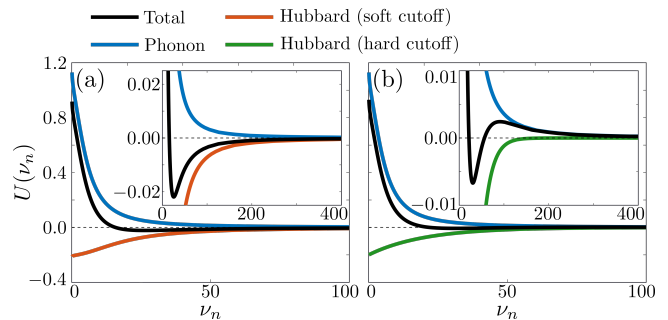 Total
Hubbard (soft cutoff)
Phonon
Hubbard (hard cutoff)
(a)
U(νₙ)
1.2
0.8
0.4
0.0
−0.4
0
50
100
νₙ
0.02
0.00
−0.02
0
200
400
(b)
0
50
100
νₙ
0.01
0.00
−0.01
0
200
400